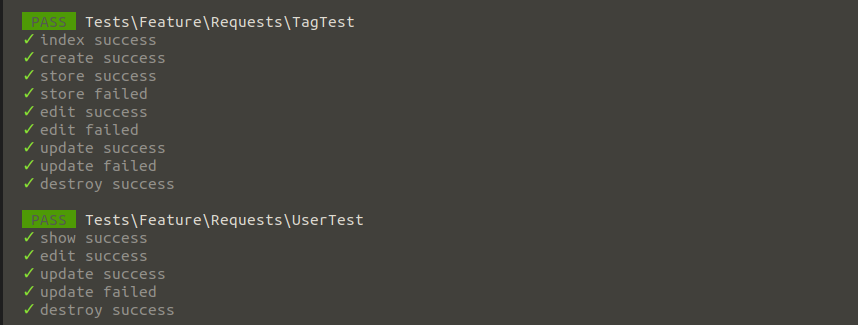 PASS Tests\Feature\Requests\TagTest
✓ index success
✓ create success
✓ store success
✓ store failed
✓ edit success
✓ edit failed
✓ update success
✓ update failed
✓ destroy success
PASS Tests\Feature\Requests\UserTest
✓ show success
✓ edit success
✓ update success
✓ update failed
✓ destroy success